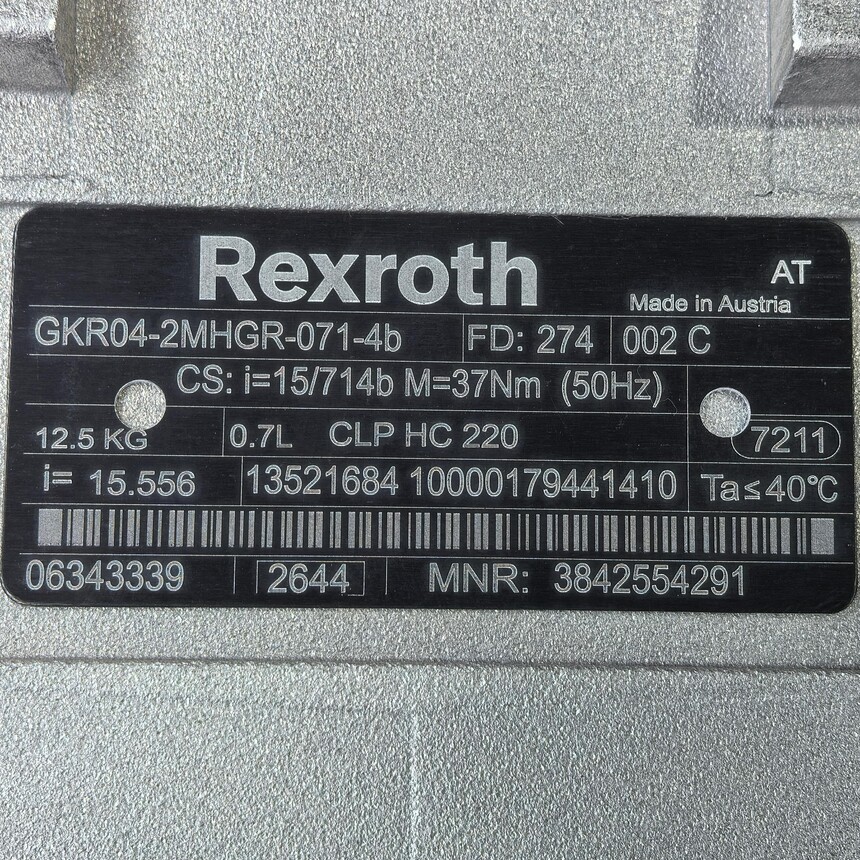 Rexroth
AT
Made in Austria
GKR04-2MHGR-071-4b FD: 274 002 C
CS: i=15/714b M=37Nm (50Hz)
12.5 KG 0.7L CLP HC 220 7211
i= 15.556 13521684 10000179441410 Ta≤40°C
06343339 2644 MNR: 3842554291